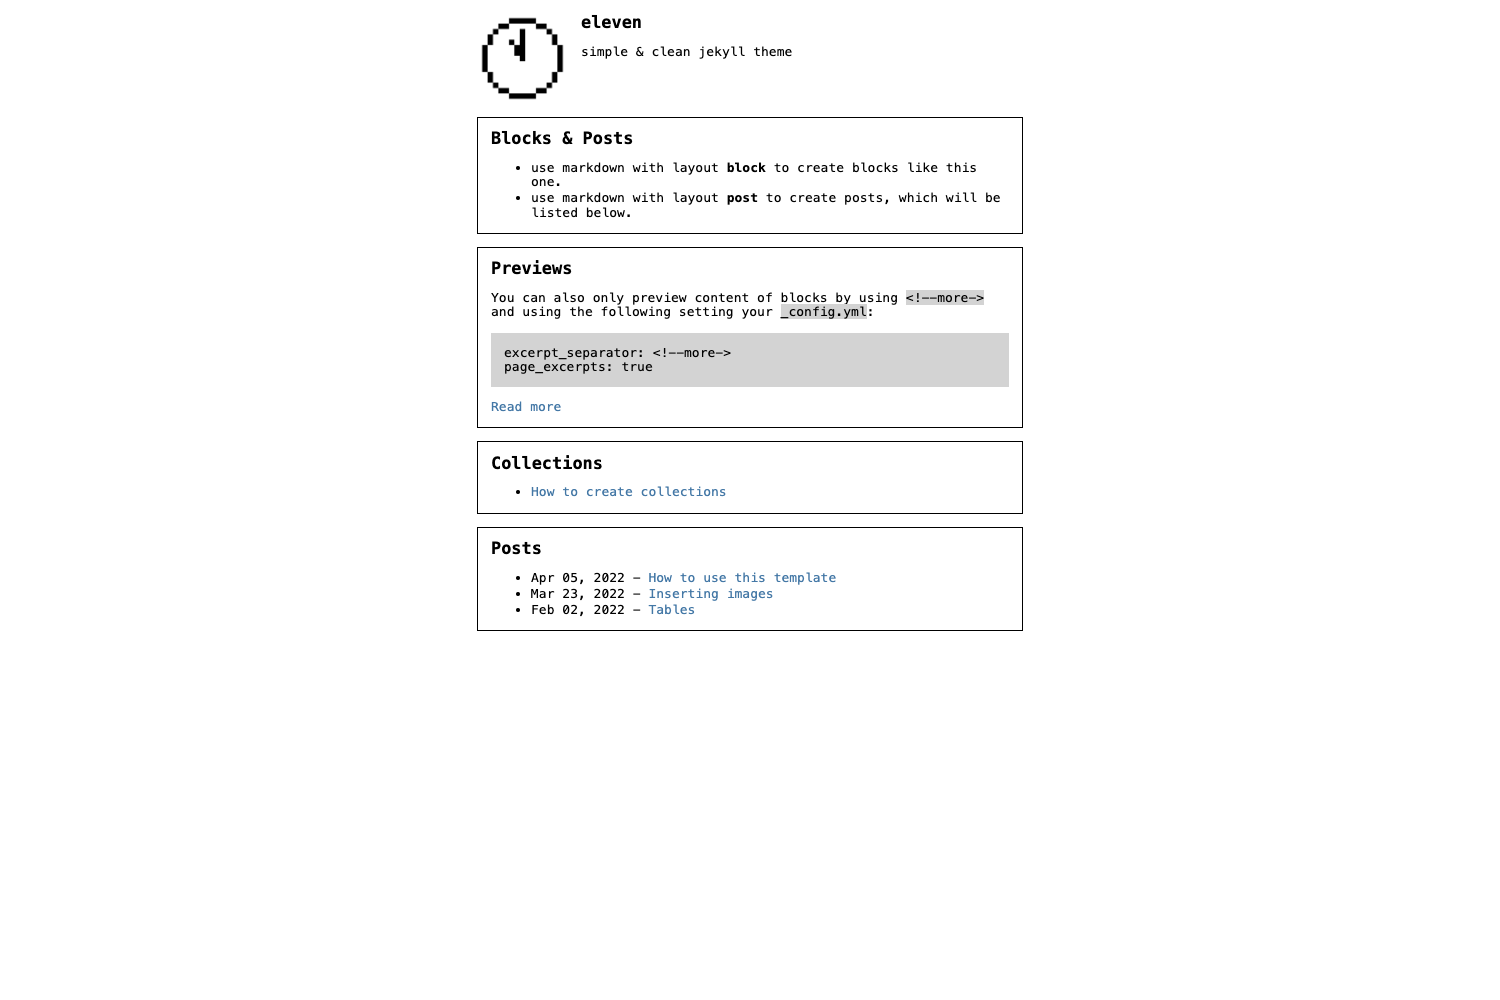 eleven
simple & clean jekyll theme
Blocks & Posts
• use markdown with layout block to create blocks like this
one.
• use markdown with layout post to create posts, which will be
listed below.
Previews
You can also only preview content of blocks by using <!--more->
and using the following setting your _config.yml:
excerpt_separator: <!--more->
page_excerpts: true
Read more
Collections
• How to create collections
Posts
• Apr 05, 2022 – How to use this template
• Mar 23, 2022 – Inserting images
• Feb 02, 2022 – Tables